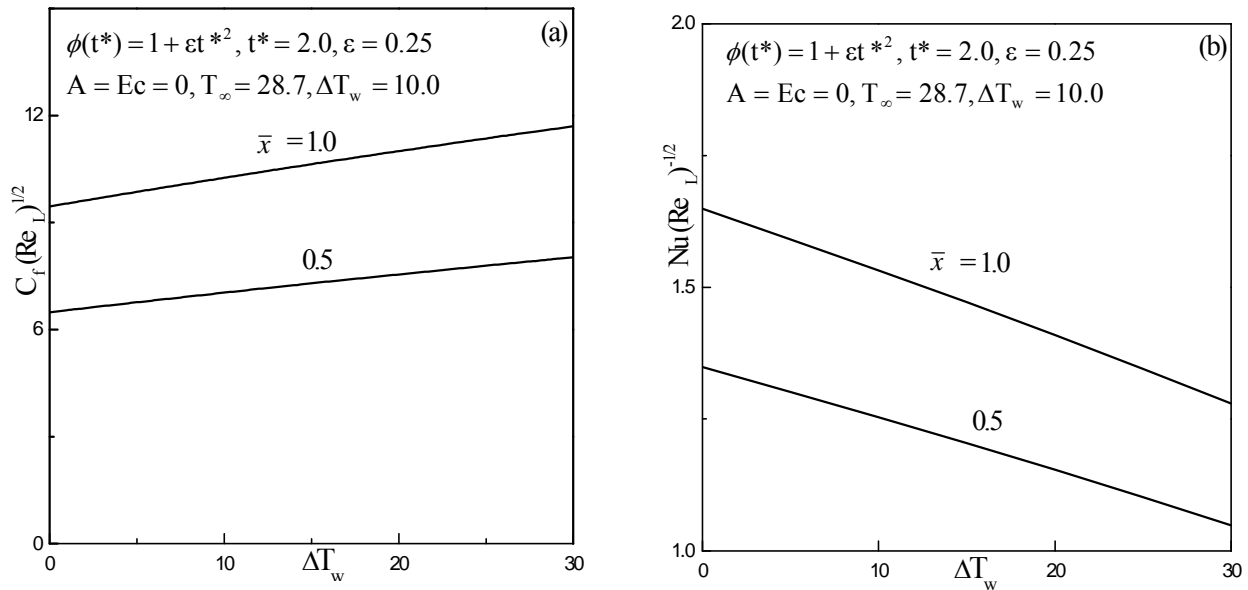 (a)
ϕ(t*) = 1 + εt*², t* = 2.0, ε = 0.25
A = Ec = 0, T∞ = 28.7, ΔTw = 10.0
12
x̄ = 1.0
Cf (Re L)^1/2
0.5
6
0
0
10
ΔTw
20
30
2.0
(b)
ϕ(t*) = 1 + εt*², t* = 2.0, ε = 0.25
A = Ec = 0, T∞ = 28.7, ΔTw = 10.0
Nu (Re L)^-1/2
x̄ = 1.0
1.5
0.5
1.0
0
10
ΔTw
20
30